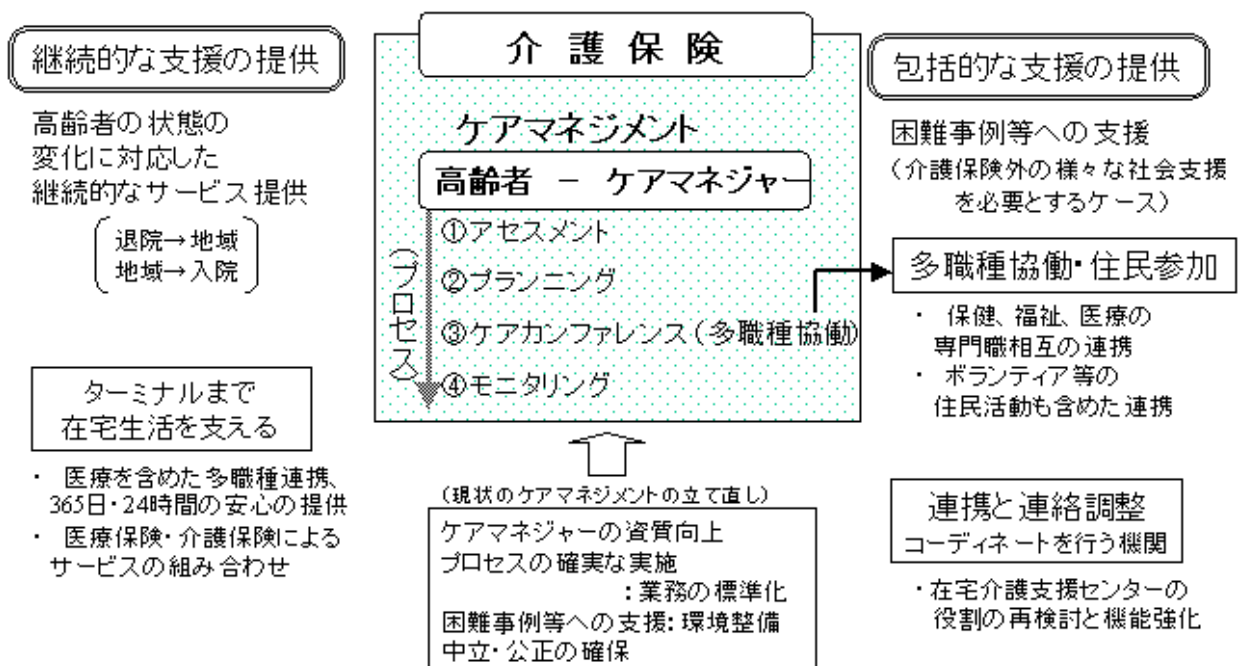 継続的な支援の提供
高齢者の状態の
変化に対応した
継続的なサービス提供
退院→地域
地域→入院
ターミナルまで
在宅生活を支える
・ 医療を含めた多職種連携、
365日・24時間の安心の提供
・ 医療保険・介護保険による
サービスの組み合わせ
介護保険
ケアマネジメント
高齢者 － ケアマネジャー
(プロセス)
①アセスメント
②プランニング
③ケアカンファレンス(多職種協働)
④モニタリング
(現状のケアマネジメントの立て直し)
ケアマネジャーの資質向上
プロセスの確実な実施
:業務の標準化
困難事例等への支援:環境整備
中立・公正の確保
包括的な支援の提供
困難事例等への支援
(介護保険外の様々な社会支援
を必要とするケース)
多職種協働・住民参加
・ 保健、福祉、医療の
専門職相互の連携
・ ボランティア等の
住民活動も含めた連携
連携と連絡調整
コーディネートを行う機関
・在宅介護支援センターの
役割の再検討と機能強化